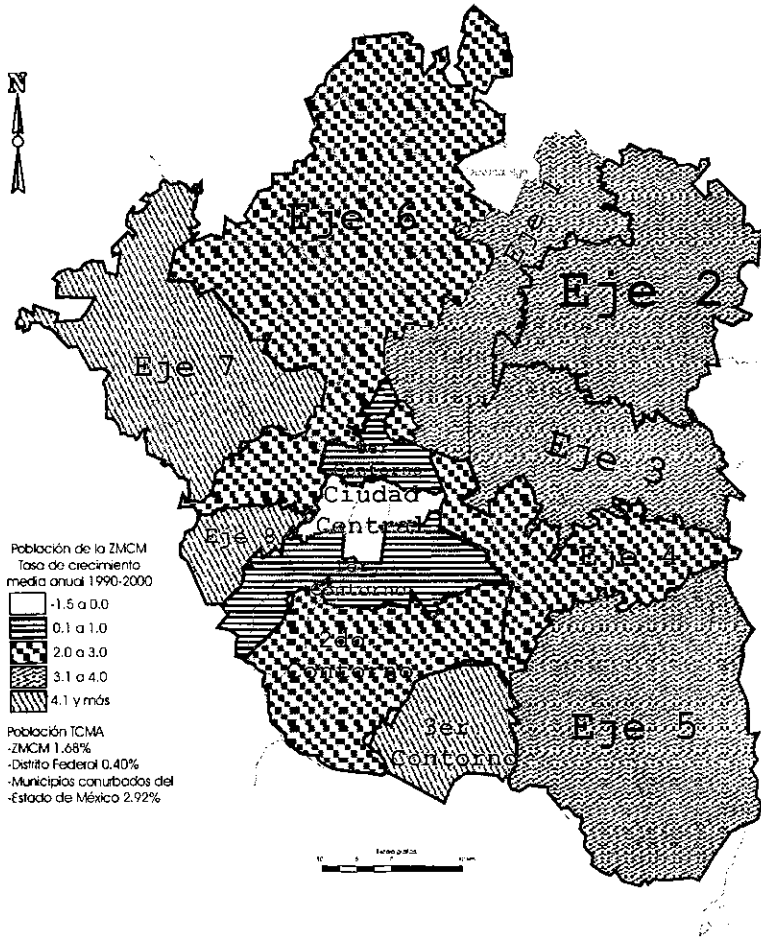 N
Eje 6
Eje 1
Eje 2
Eje 7
Eje 3
1er
Contorno
Ciudad
Central
Eje 8
Eje 4
1er
Contorno
2do
Contorno
3er
Contorno
Eje 5
Población de la ZMCM
Tasa de crecimiento
media anual 1990-2000
-1.5 a 0.0
0.1 a 1.0
2.0 a 3.0
3.1 a 4.0
4.1 y más
Población TCMA
-ZMCM 1.68%
-Distrito Federal 0.40%
-Municipios conurbados del
-Estado de México 2.92%